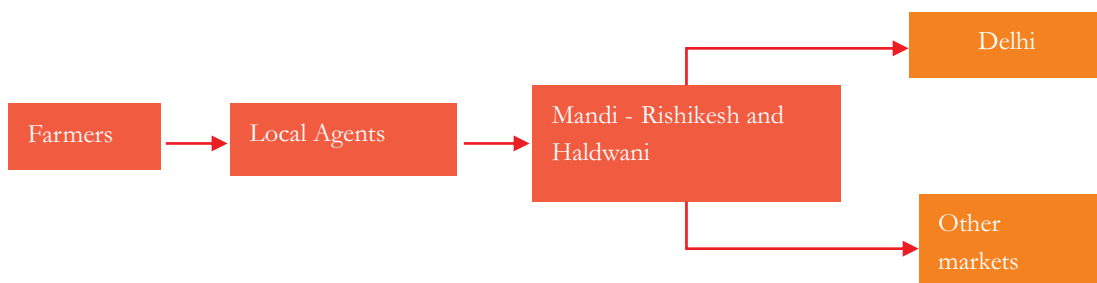 Delhi
Farmers
Local Agents
Mandi - Rishikesh and
Haldwani
Other
markets